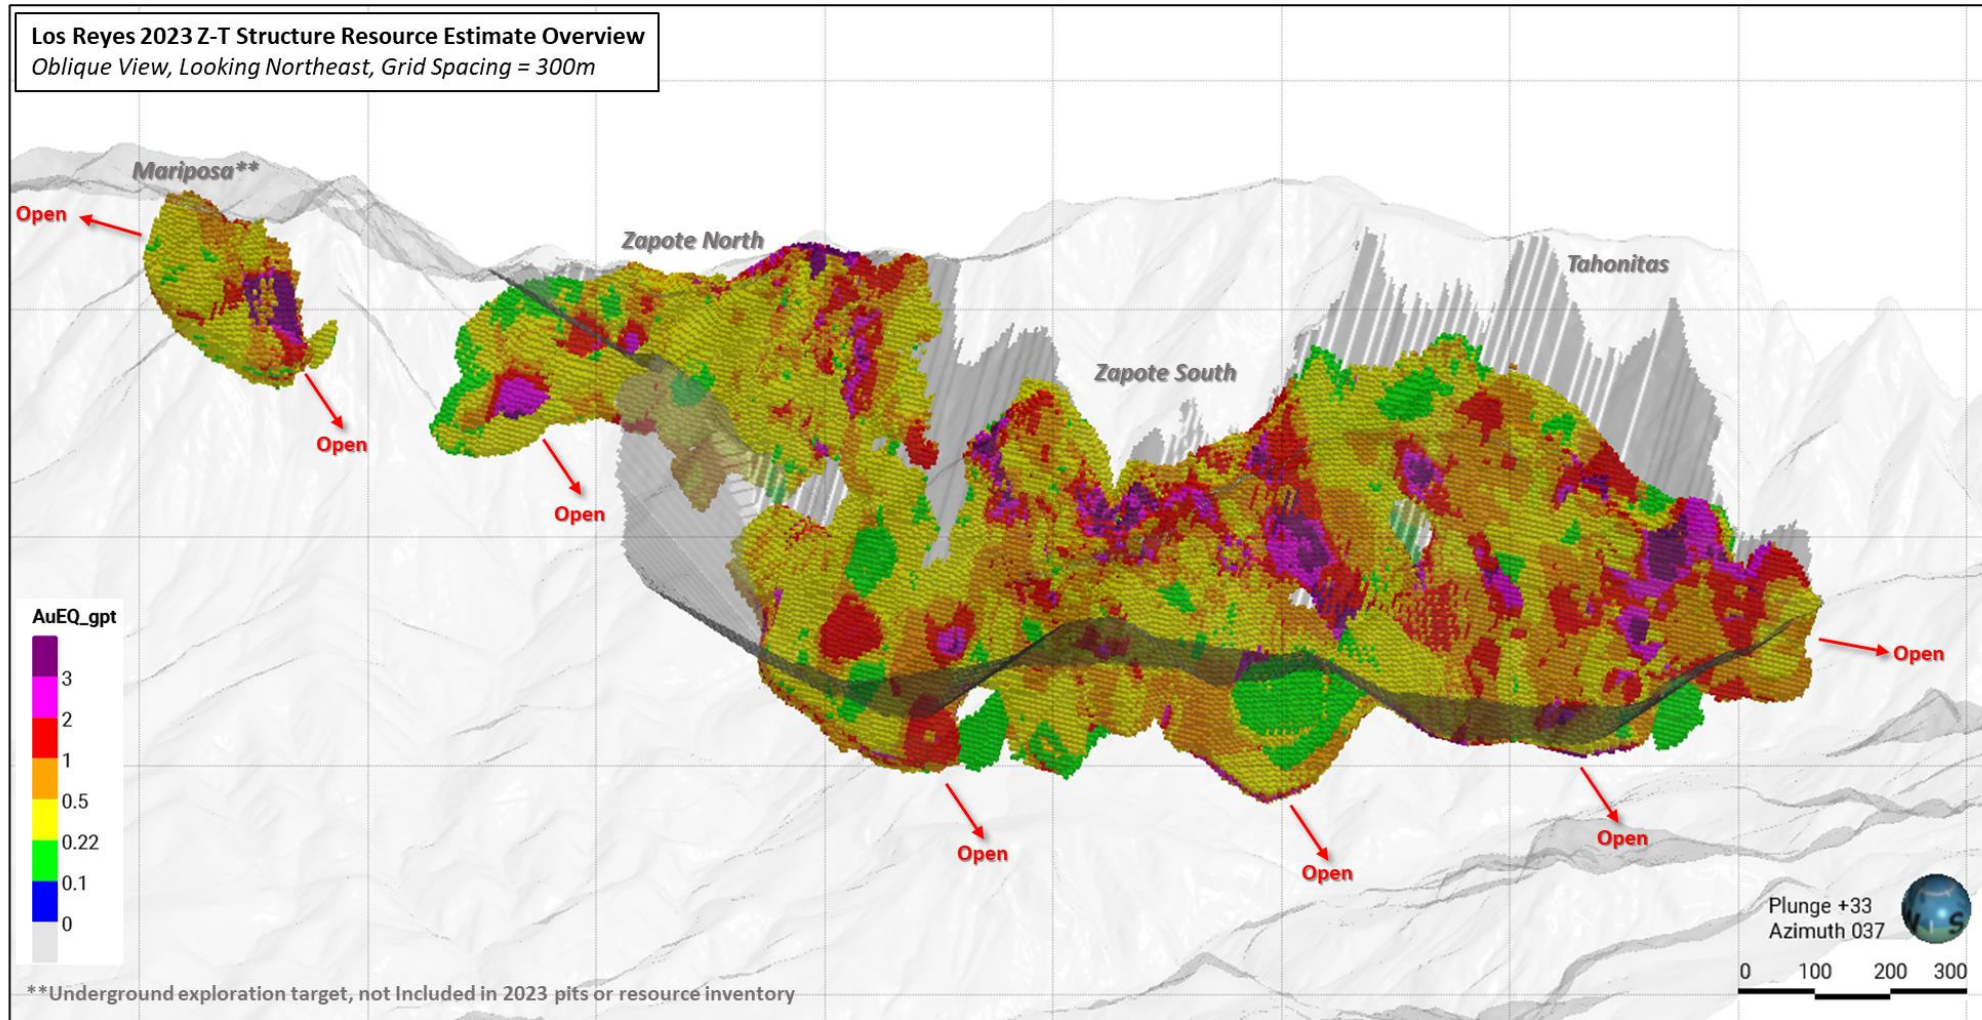 Los Reyes 2023 Z-T Structure Resource Estimate Overview
Oblique View, Looking Northeast, Grid Spacing = 300m
Mariposa**
Open
Zapote North
Tahonitas
Zapote South
Open
Open
AuEQ_gpt
3
2
1
0.5
0.22
0.1
0
Open
Open
Open
Open
Plunge +33
Azimuth 037
W
S
0 100 200 300
**Underground exploration target, not Included in 2023 pits or resource inventory